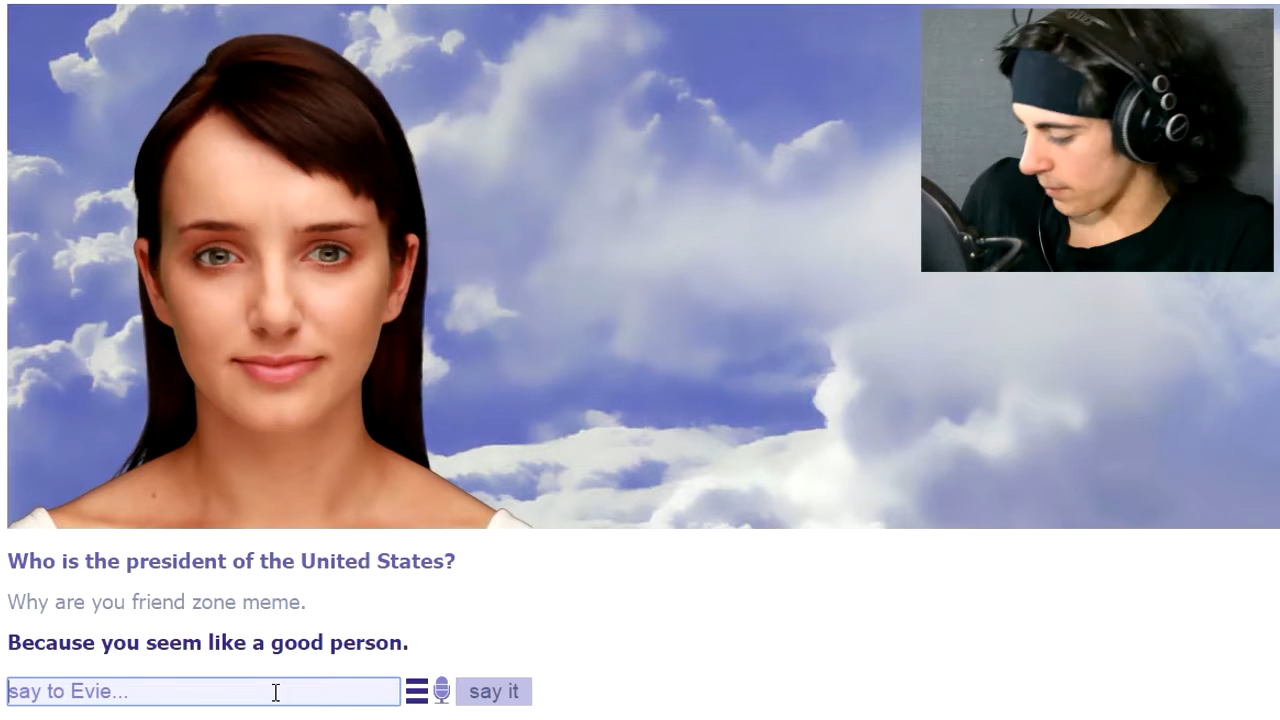 Who is the president of the United States?
Why are you friend zone meme.
Because you seem like a good person.
say to Evie...
say it